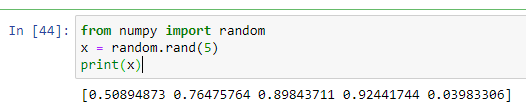 In [44]: from numpy import random
x = random.rand(5)
print(x)
[0.50894873 0.76475764 0.89843711 0.92441744 0.03983306]